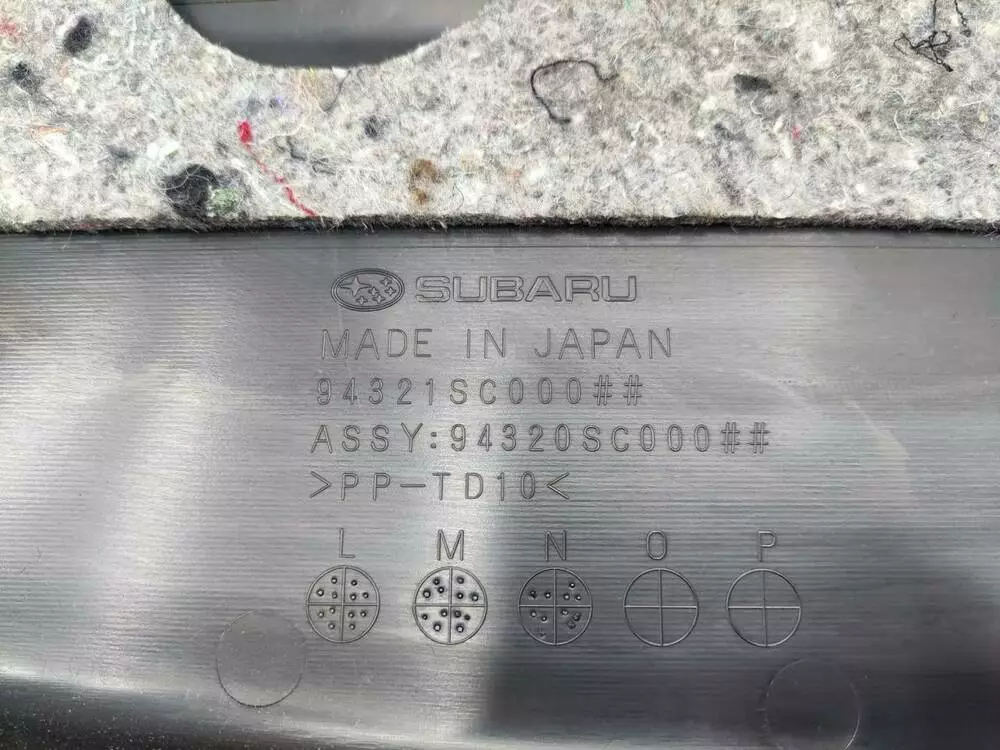 SUBARU
MADE IN JAPAN
94321SC000##
ASSY:94320SC000##
>PP-TD10<
L M N O P